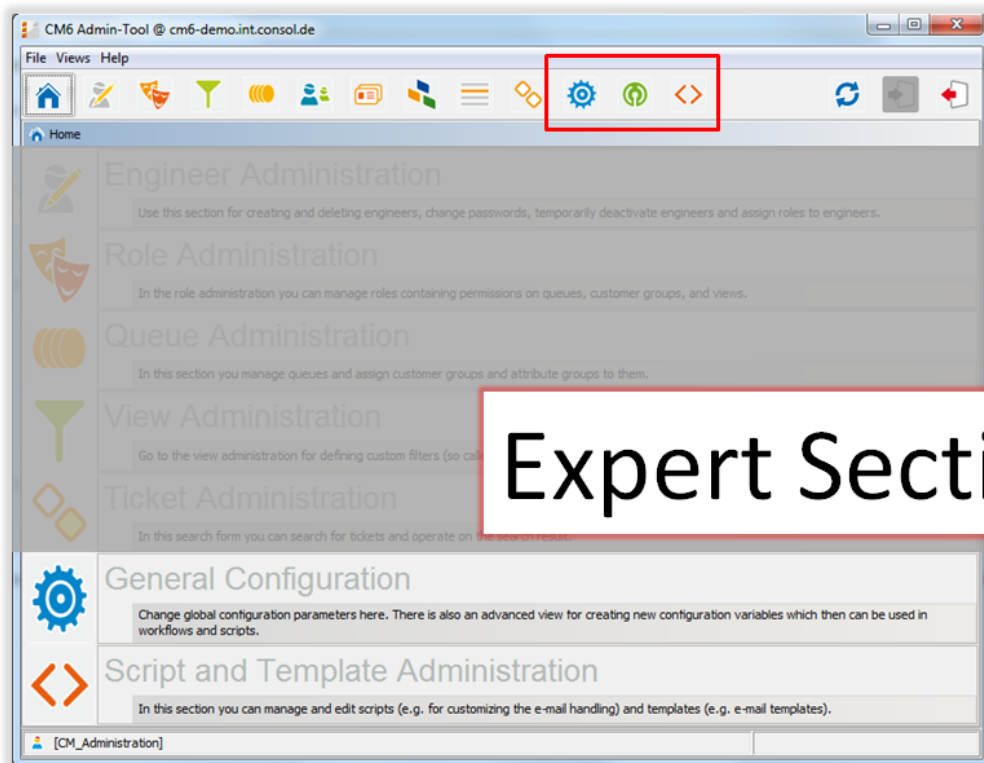 CM6 Admin-Tool @ cm6-demo.int.consol.de
File Views Help
Home
Engineer Administration
Use this section for creating and deleting engineers, change passwords, temporarily deactivate engineers and assign roles to engineers.
Role Administration
In the role administration you can manage roles containing permissions on queues, customer groups, and views.
Queue Administration
In this section you manage queues and assign customer groups and attribute groups to them.
View Administration
Go to the view administration for defining custom filters (so
Expert Secti
Ticket Administration
In this search form you can search for tickets and operate on the search result.
General Configuration
Change global configuration parameters here. There is also an advanced view for creating new configuration variables which then can be used in
workflows and scripts.
Script and Template Administration
In this section you can manage and edit scripts (e.g. for customizing the e-mail handling) and templates (e.g. e-mail templates).
[CM_Administration]